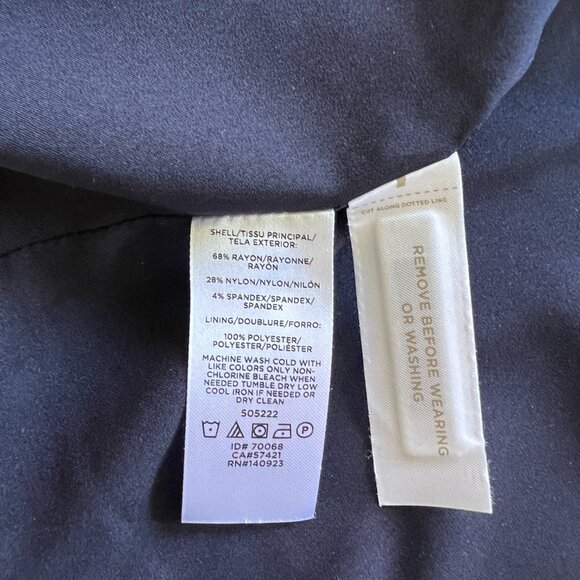 SHELL/TISSU PRINCIPAL/
TELA EXTERIOR:
68% RAYON/RAYONNE/
RAYÓN
28% NYLON/NYLON/NILÓN
4% SPANDEX/SPANDEX/
SPANDEX
LINING/DOUBLURE/FORRO:
100% POLYESTER/
POLYESTER/POLIÉSTER
MACHINE WASH COLD WITH
LIKE COLORS ONLY NON-
CHLORINE BLEACH WHEN
NEEDED TUMBLE DRY LOW
COOL IRON IF NEEDED OR
DRY CLEAN
505222
P
ID# 70068
CA#57421
RN#140923
CUT ALONG DOTTED LINE
REMOVE BEFORE WEARING
OR WASHING